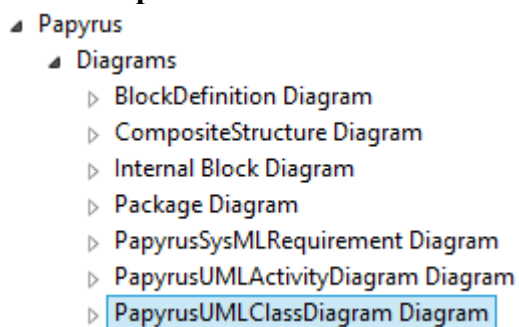 Papyrus
Diagrams
BlockDefinition Diagram
CompositeStructure Diagram
Internal Block Diagram
Package Diagram
PapyrusSysMLRequirement Diagram
PapyrusUMLActivityDiagram Diagram
PapyrusUMLClassDiagram Diagram